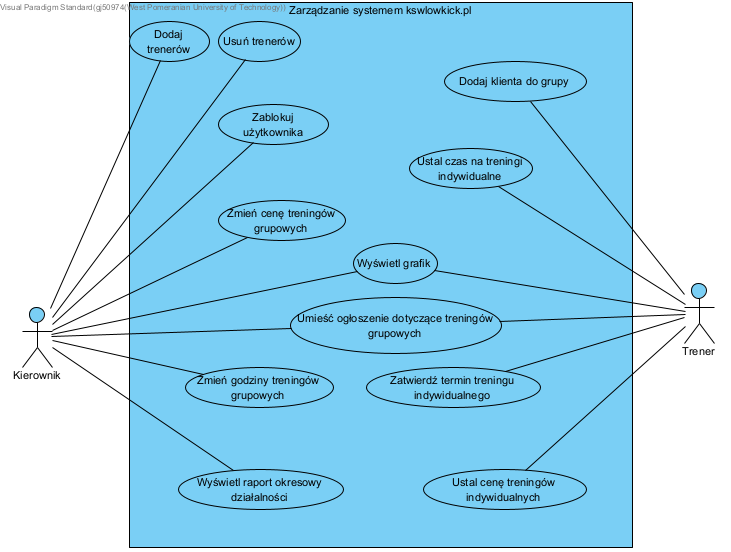 Visual Paradigm Standard(gj50974(West Pomeranian University of Technology))
Zarządzanie systemem kswlowkick.pl
Dodaj
trenerów
Usuń trenerów
Dodaj klienta do grupy
Zablokuj
użytkownika
Ustal czas na treningi
indywidualne
Zmień cenę treningów
grupowych
Wyświetl grafik
Umieść ogłoszenie dotyczące treningów
grupowych
Kierownik
Trener
Zmień godziny treningów
grupowych
Zatwierdź termin treningu
indywidualnego
Wyświetl raport okresowy
działalności
Ustal cenę treningów
indywidualnych